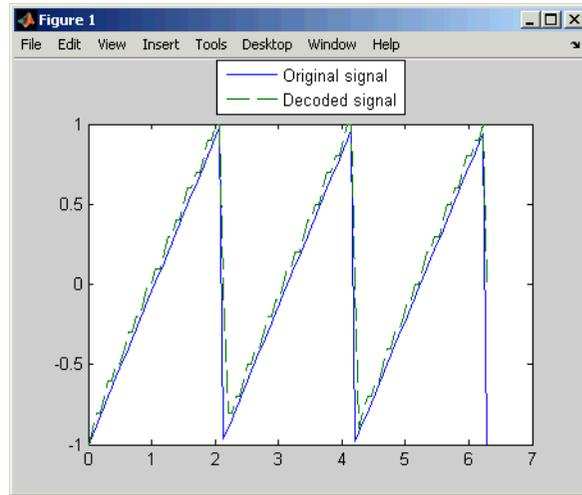 Figure 1
File Edit View Insert Tools Desktop Window Help
Original signal
Decoded signal
1
0.5
0
-0.5
-1
0 1 2 3 4 5 6 7